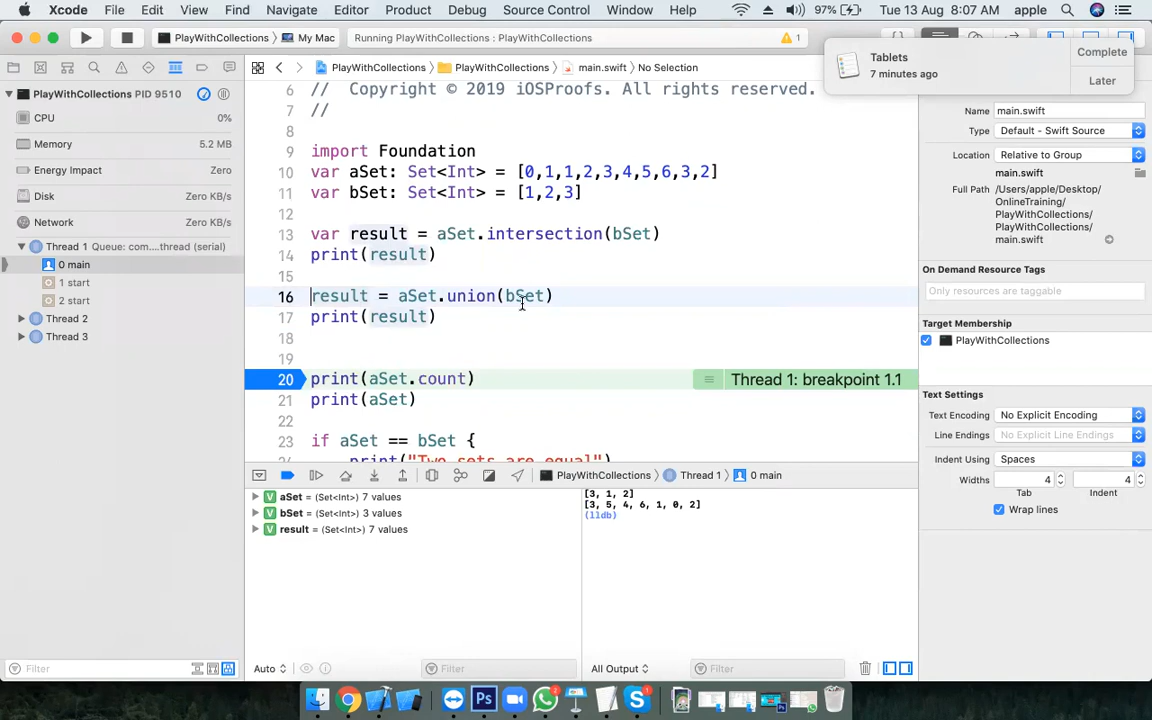 Xcode File Edit View Find Navigate Editor Product Debug Source Control Window Help 97% Tue 13 Aug 8:07 AM apple
PlayWithCollections My Mac Running PlayWithCollections : PlayWithCollections 1
Tablets
7 minutes ago
Complete
Later
PlayWithCollections PlayWithCollections main.swift No Selection
PlayWithCollections PID 9510
CPU 0%
Memory 5.2 MB
Energy Impact Zero
Disk Zero KB/s
Network Zero KB/s
Thread 1 Queue: com....thread (serial)
0 main
1 start
2 start
Thread 2
Thread 3
6 // Copyright © 2019 iOSProofs. All rights reserved.
7 //
8
9 import Foundation
10 var aSet: Set<Int> = [0,1,1,2,3,4,5,6,3,2]
11 var bSet: Set<Int> = [1,2,3]
12
13 var result = aSet.intersection(bSet)
14 print(result)
15
16 result = aSet.union(bSet)
17 print(result)
18
19
20 print(aSet.count) Thread 1: breakpoint 1.1
21 print(aSet)
22
23 if aSet == bSet {
print("Two sets are equal")
Name main.swift
Type Default - Swift Source
Location Relative to Group
main.swift
Full Path /Users/apple/Desktop/
OnlineTraining/
PlayWithCollections/
PlayWithCollections/
main.swift
On Demand Resource Tags
Only resources are taggable
Target Membership
PlayWithCollections
Text Settings
Text Encoding No Explicit Encoding
Line Endings No Explicit Line Endings
Indent Using Spaces
Widths 4 4
Tab Indent
Wrap lines
PlayWithCollections Thread 1 0 main
aSet = (Set<Int>) 7 values
bSet = (Set<Int>) 3 values
result = (Set<Int>) 7 values
[3, 1, 2]
[3, 5, 4, 6, 1, 0, 2]
(lldb)
Filter
Auto Filter
All Output Filter
Ps
2
1